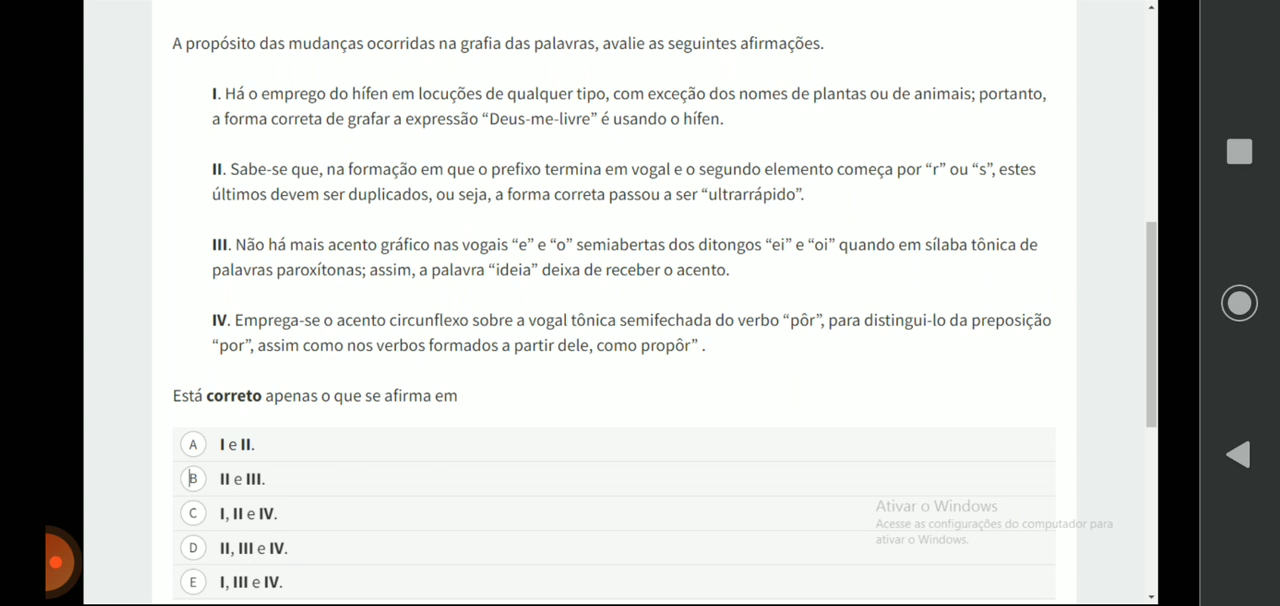 A propósito das mudanças ocorridas na grafia das palavras, avalie as seguintes afirmações.
I. Há o emprego do hífen em locuções de qualquer tipo, com exceção dos nomes de plantas ou de animais; portanto,
a forma correta de grafar a expressão “Deus-me-livre” é usando o hífen.
II. Sabe-se que, na formação em que o prefixo termina em vogal e o segundo elemento começa por “r” ou “s”, estes
últimos devem ser duplicados, ou seja, a forma correta passou a ser “ultrarrápido”.
III. Não há mais acento gráfico nas vogais “e” e “o” semiabertas dos ditongos “ei” e “oi” quando em sílaba tônica de
palavras paroxítonas; assim, a palavra “ideia” deixa de receber o acento.
IV. Emprega-se o acento circunflexo sobre a vogal tônica semifechada do verbo “pôr”, para distingui-lo da preposição
“por”, assim como nos verbos formados a partir dele, como propôr” .
Está correto apenas o que se afirma em
A I e II.
B II e III.
C I, II e IV.
D II, III e IV.
E I, III e IV.
Ativar o Windows
Acesse as configurações do computador para
ativar o Windows.